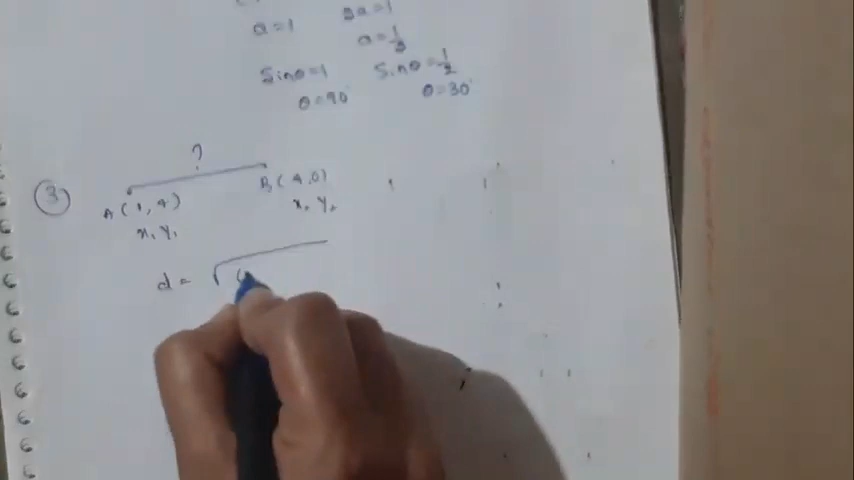 a=1 2a=1
a=1/2
Sinθ=1 Sinθ=1/2
θ=90° θ=30°
?
3 A(1,4) B(4,0)
x₁ y₁ x₂ y₂
d= √(